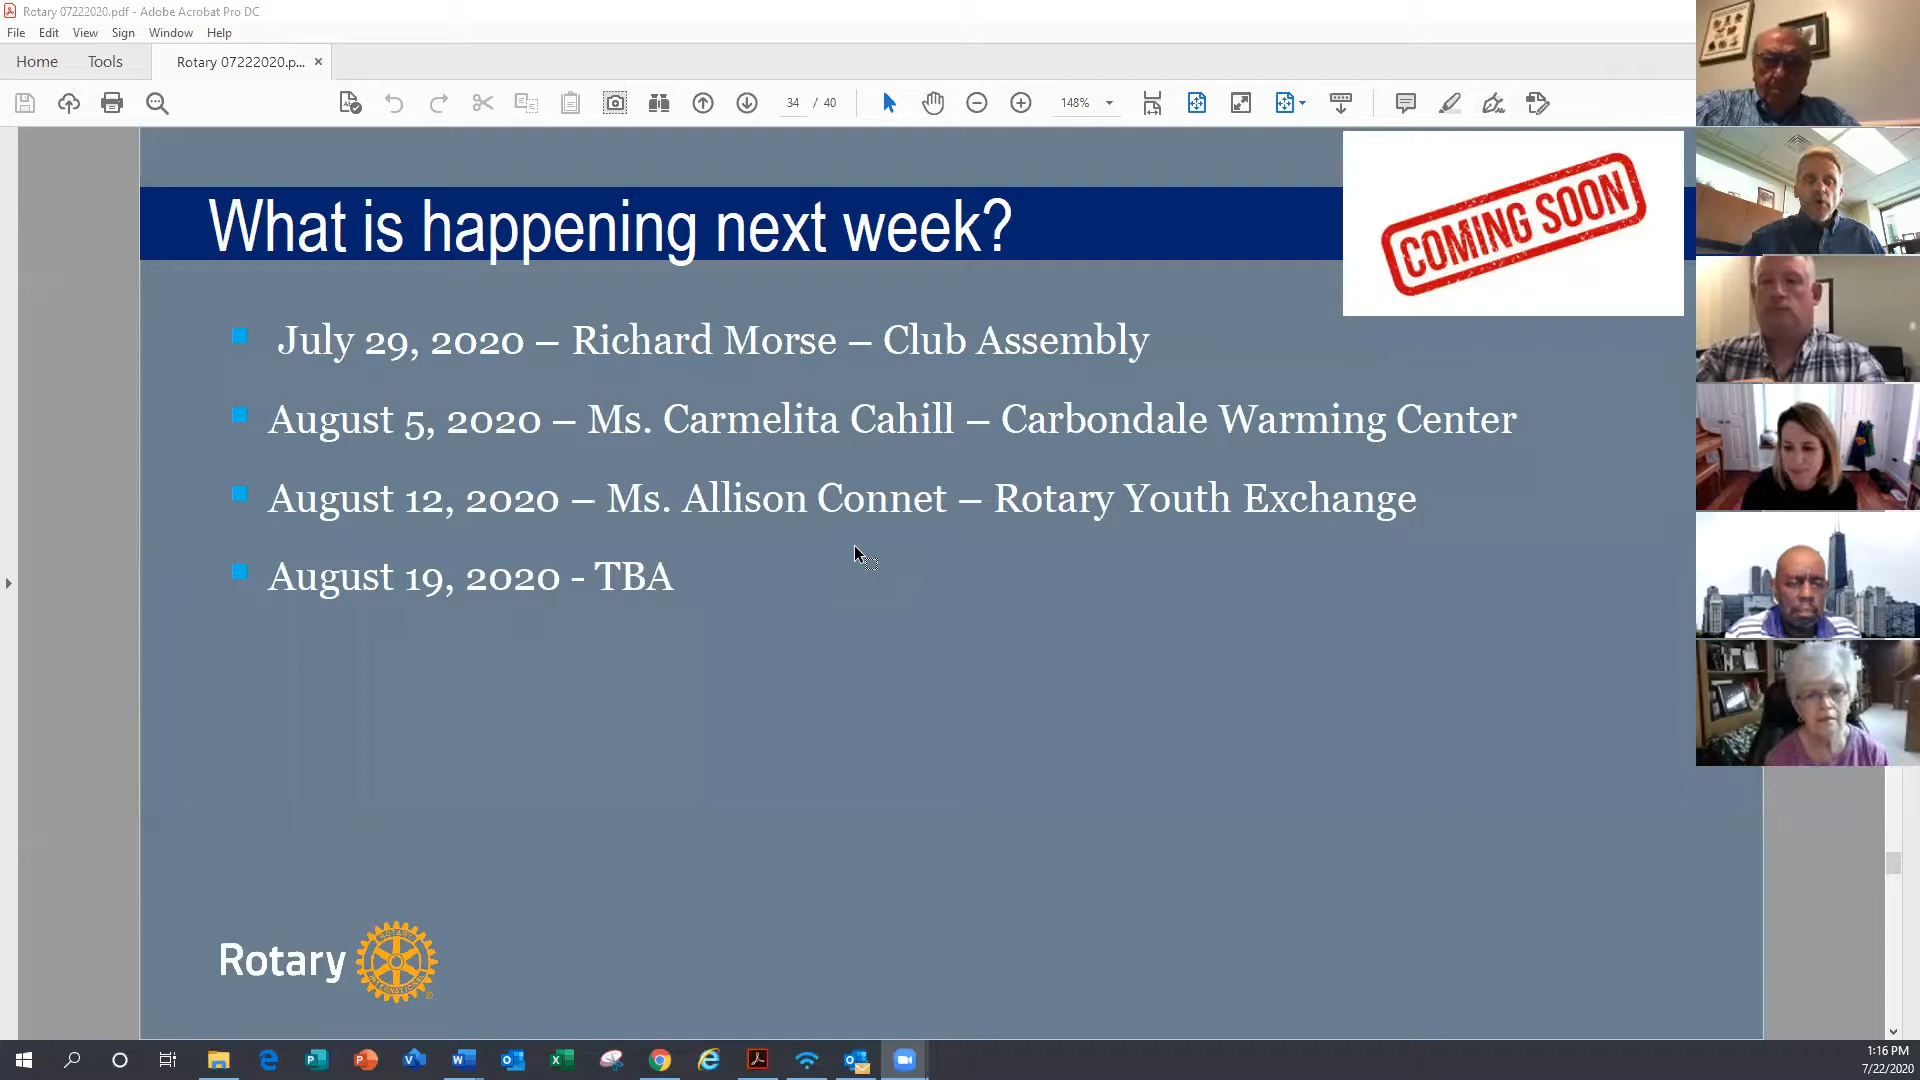 Rotary 07222020.pdf - Adobe Acrobat Pro DC
File Edit View Sign Window Help
Home Tools Rotary 07222020.p... ×
34 / 40 148%
What is happening next week?
COMING SOON
July 29, 2020 – Richard Morse – Club Assembly
August 5, 2020 – Ms. Carmelita Cahill – Carbondale Warming Center
August 12, 2020 – Ms. Allison Connet – Rotary Youth Exchange
August 19, 2020 - TBA
Rotary
ROTARY
INTERNATIONAL
1:16 PM
7/22/2020